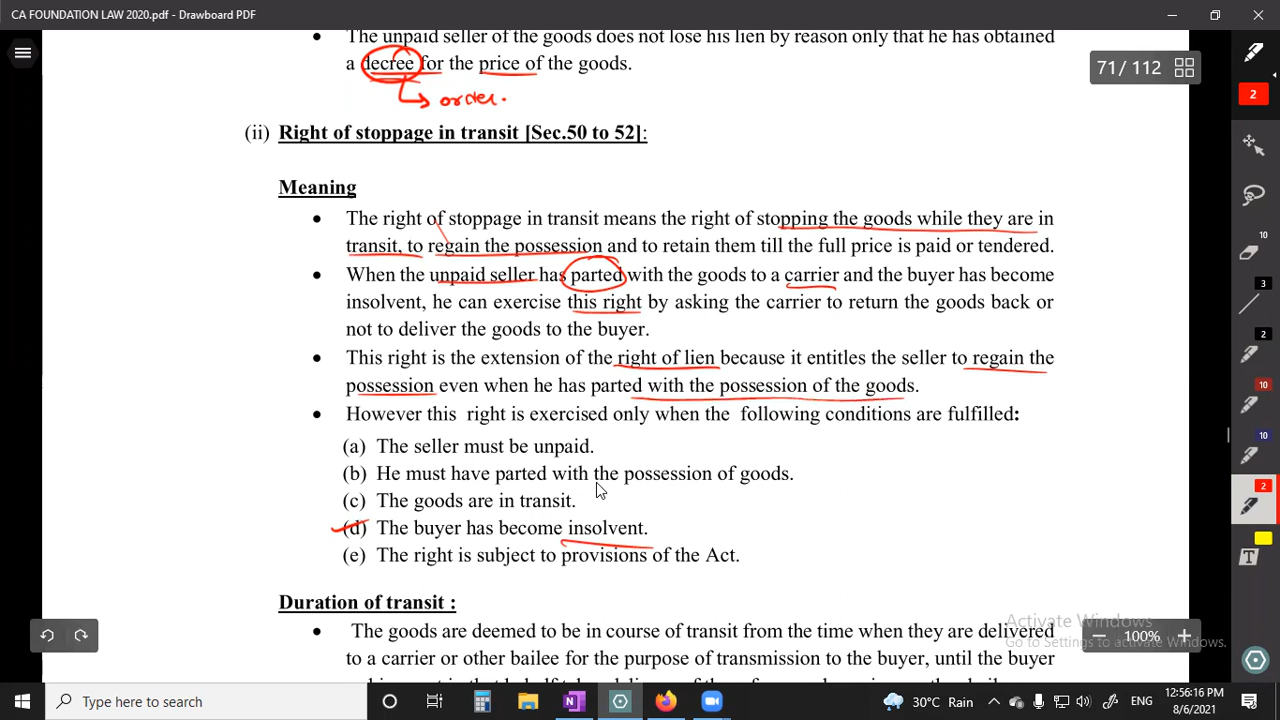 CA FOUNDATION LAW 2020.pdf - Drawboard PDF
The unpaid seller of the goods does not lose his lien by reason only that he has obtained
a decree for the price of the goods.
order.
71 / 112
(ii) Right of stoppage in transit [Sec.50 to 52]:
Meaning
• The right of stoppage in transit means the right of stopping the goods while they are in
transit, to regain the possession and to retain them till the full price is paid or tendered.
• When the unpaid seller has parted with the goods to a carrier and the buyer has become
insolvent, he can exercise this right by asking the carrier to return the goods back or
not to deliver the goods to the buyer.
• This right is the extension of the right of lien because it entitles the seller to regain the
possession even when he has parted with the possession of the goods.
• However this right is exercised only when the following conditions are fulfilled:
(a) The seller must be unpaid.
(b) He must have parted with the possession of goods.
(c) The goods are in transit.
(d) The buyer has become insolvent.
(e) The right is subject to provisions of the Act.
Duration of transit :
• The goods are deemed to be in course of transit from the time when they are delivered
to a carrier or other bailee for the purpose of transmission to the buyer, until the buyer
2
10
3
2
10
10
2
Activate Windows
Go to Settings to activate Windows.
100%
Type here to search
30°C Rain
ENG
12:56:16 PM
8/6/2021